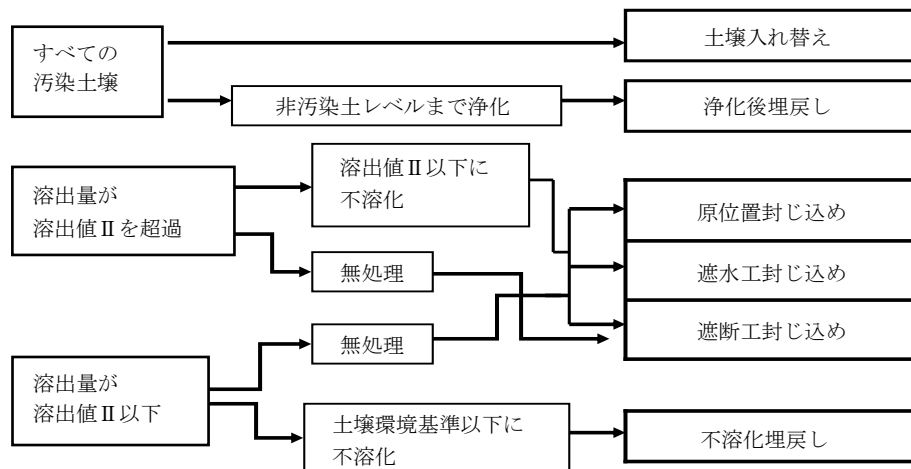 すべての
汚染土壌
土壌入れ替え
非汚染土レベルまで浄化
浄化後埋戻し
溶出量が
溶出値Ⅱを超過
溶出値Ⅱ以下に
不溶化
無処理
原位置封じ込め
遮水工封じ込め
遮断工封じ込め
溶出量が
溶出値Ⅱ以下
無処理
土壌環境基準以下に
不溶化
不溶化埋戻し